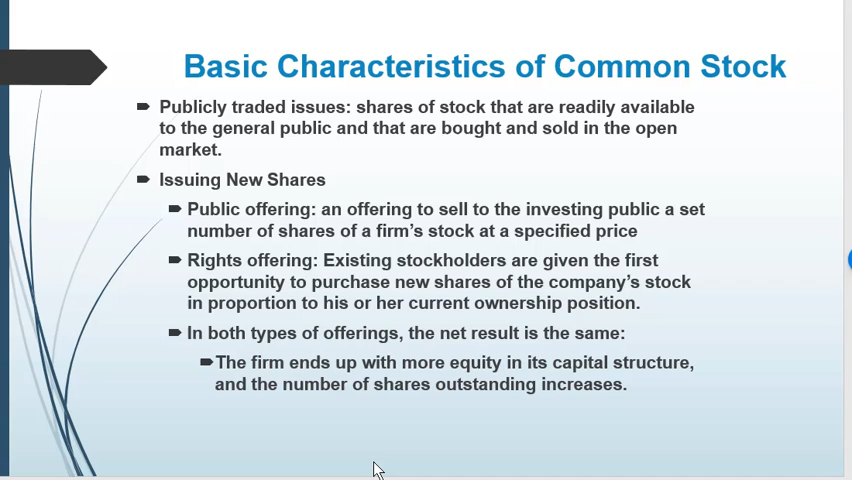 Basic Characteristics of Common Stock
Publicly traded issues: shares of stock that are readily available
to the general public and that are bought and sold in the open
market.
Issuing New Shares
Public offering: an offering to sell to the investing public a set
number of shares of a firm’s stock at a specified price
Rights offering: Existing stockholders are given the first
opportunity to purchase new shares of the company’s stock
in proportion to his or her current ownership position.
In both types of offerings, the net result is the same:
The firm ends up with more equity in its capital structure,
and the number of shares outstanding increases.